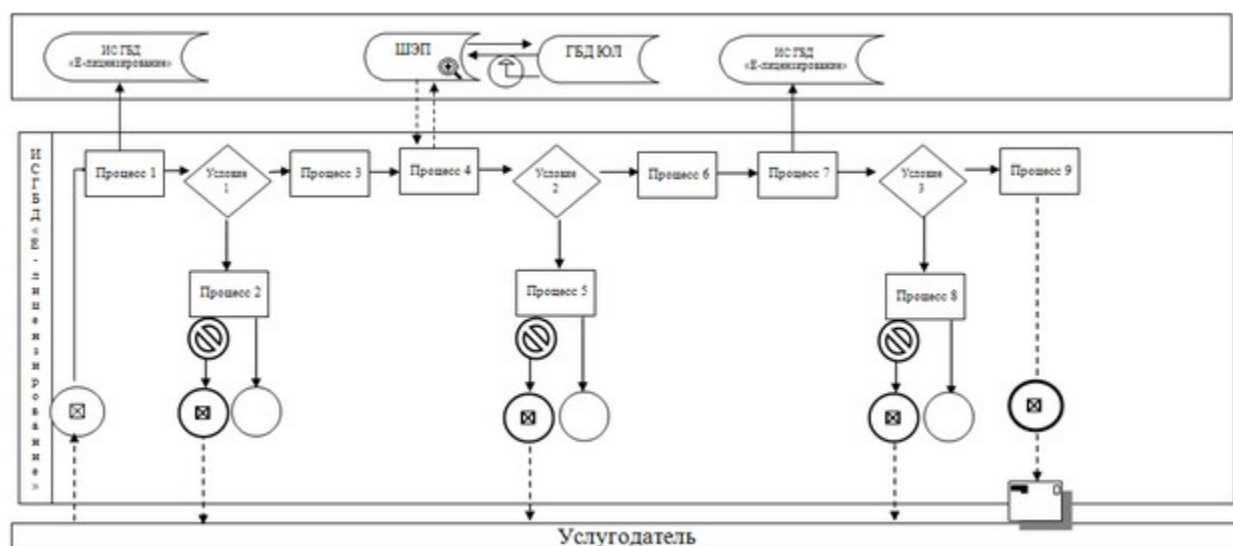 ИС ГБД
«Е-лицензирование»
ШЭП
ГБД ЮЛ
ИС ГБД
«Е-лицензирование»
ИС ГБД «Е-лицензирование»
Процесс 1
Условие
1
Процесс 3
Процесс 4
Условие
2
Процесс 6
Процесс 7
Условие
3
Процесс 9
Процесс 2
Процесс 5
Процесс 8
Услугодатель